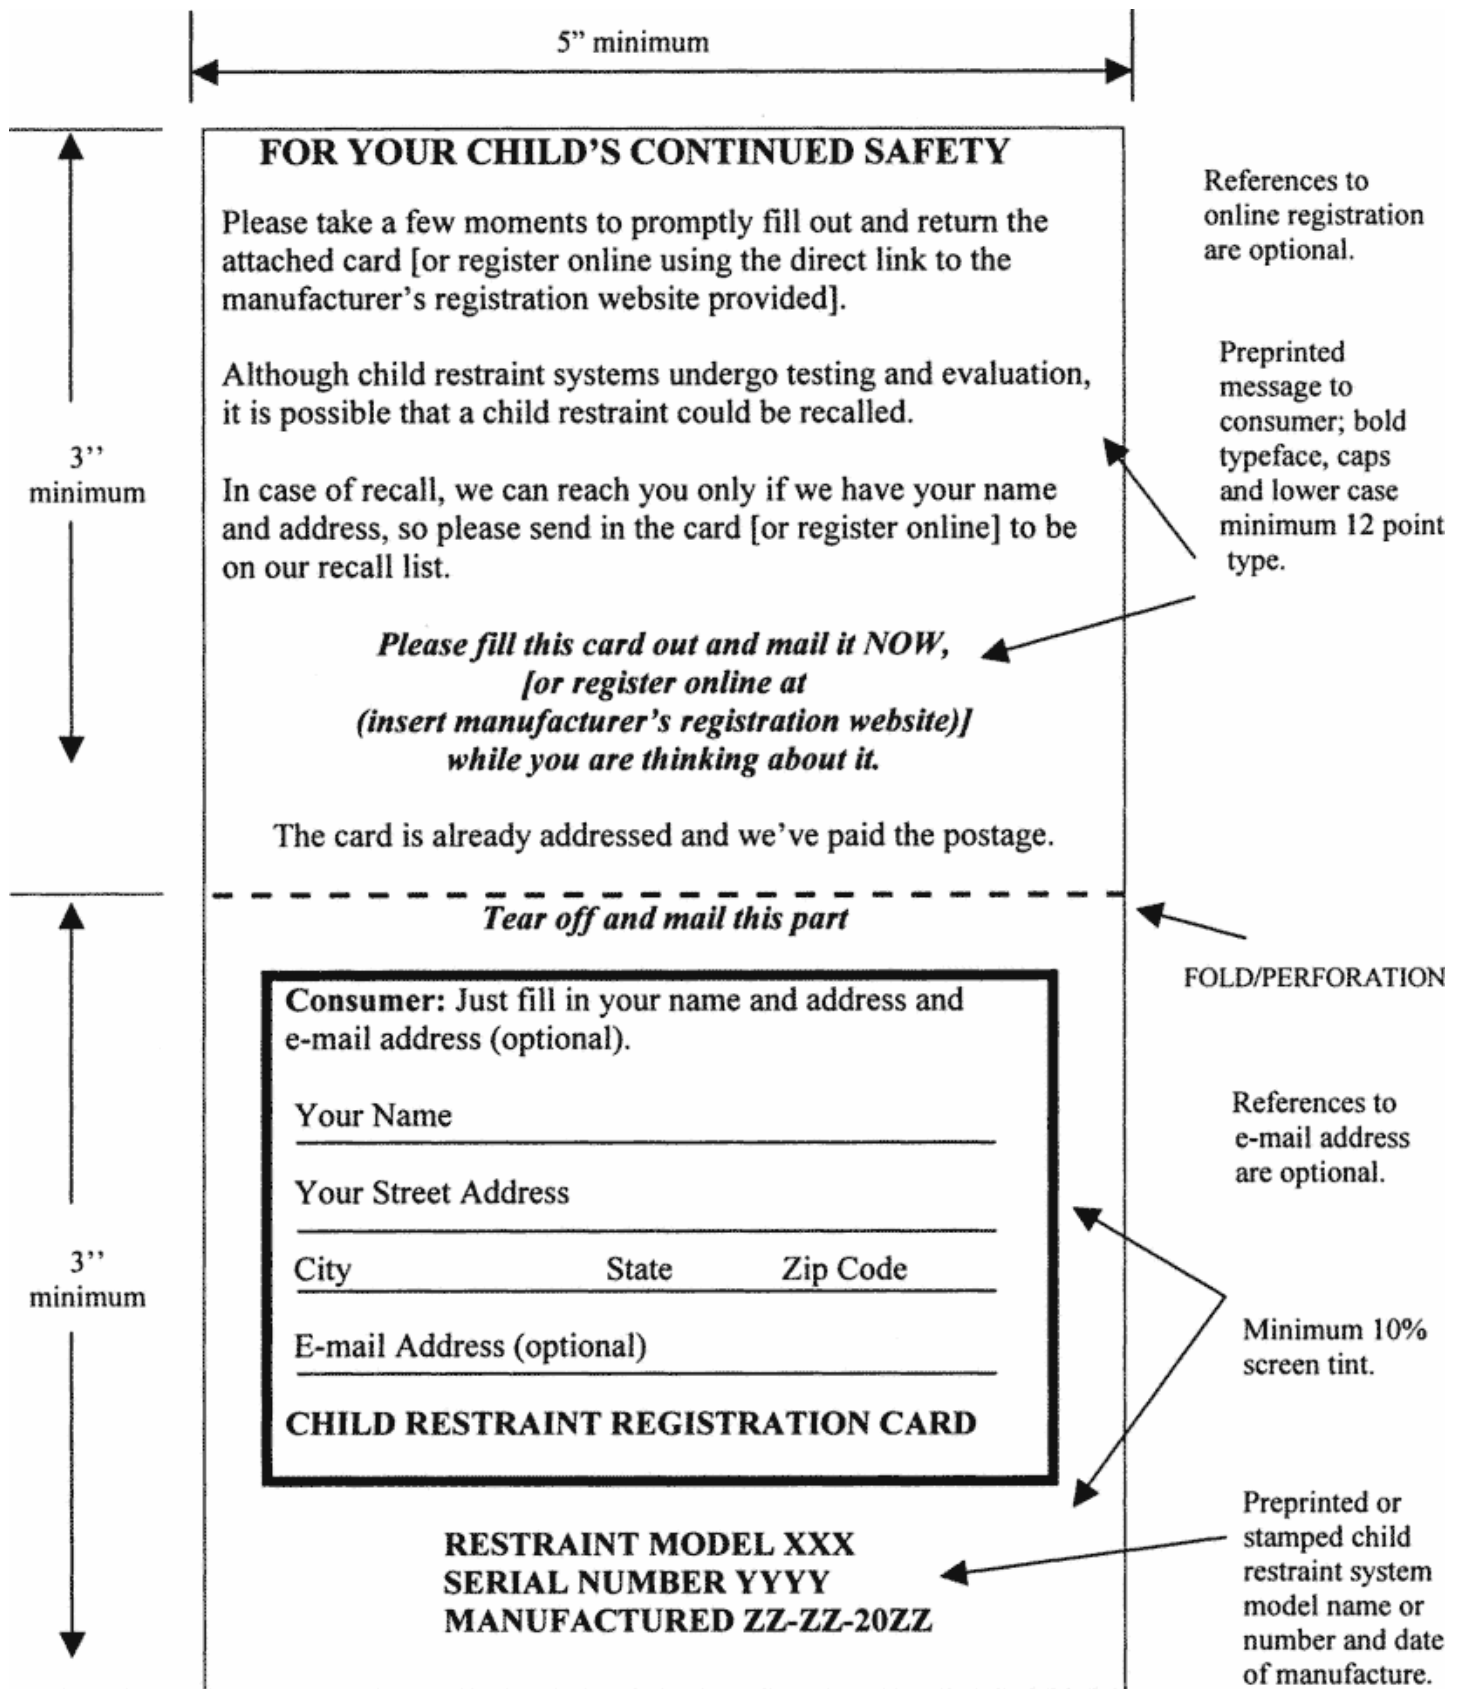 5” minimum
FOR YOUR CHILD’S CONTINUED SAFETY
Please take a few moments to promptly fill out and return the
attached card [or register online using the direct link to the
manufacturer’s registration website provided].
Although child restraint systems undergo testing and evaluation,
it is possible that a child restraint could be recalled.
In case of recall, we can reach you only if we have your name
and address, so please send in the card [or register online] to be
on our recall list.
Please fill this card out and mail it NOW,
[or register online at
(insert manufacturer’s registration website)]
while you are thinking about it.
The card is already addressed and we’ve paid the postage.
3’’
minimum
References to
online registration
are optional.
Preprinted
message to
consumer; bold
typeface, caps
and lower case
minimum 12 point
type.
Tear off and mail this part
FOLD/PERFORATION
Consumer: Just fill in your name and address and
e-mail address (optional).
Your Name
Your Street Address
City State Zip Code
E-mail Address (optional)
CHILD RESTRAINT REGISTRATION CARD
RESTRAINT MODEL XXX
SERIAL NUMBER YYYY
MANUFACTURED ZZ-ZZ-20ZZ
3’’
minimum
References to
e-mail address
are optional.
Minimum 10%
screen tint.
Preprinted or
stamped child
restraint system
model name or
number and date
of manufacture.